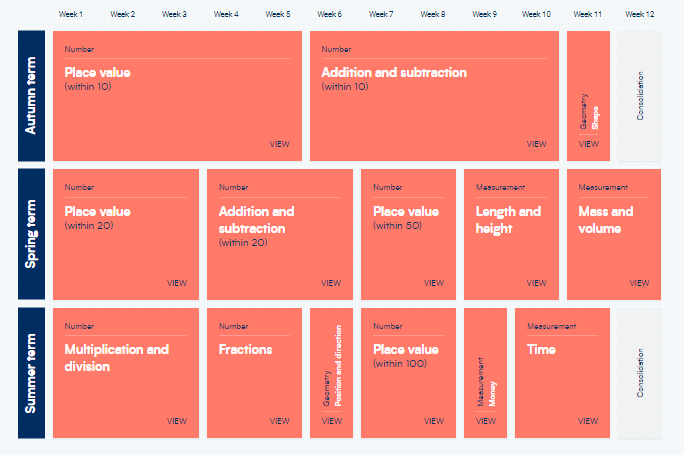 Week 1 Week 2 Week 3 Week 4 Week 5 Week 6 Week 7 Week 8 Week 9 Week 10 Week 11 Week 12
Autumn term
Number
Place value
(within 10)
VIEW
Number
Addition and subtraction
(within 10)
VIEW
Geometry
Shape
VIEW
Consolidation
Spring term
Number
Place value
(within 20)
VIEW
Number
Addition and
subtraction
(within 20)
VIEW
Number
Place value
(within 50)
VIEW
Measurement
Length and
height
VIEW
Measurement
Mass and
volume
VIEW
Summer term
Number
Multiplication and
division
VIEW
Number
Fractions
VIEW
Geometry
Position and direction
VIEW
Number
Place value
(within 100)
VIEW
Measurement
Money
VIEW
Measurement
Time
VIEW
Consolidation